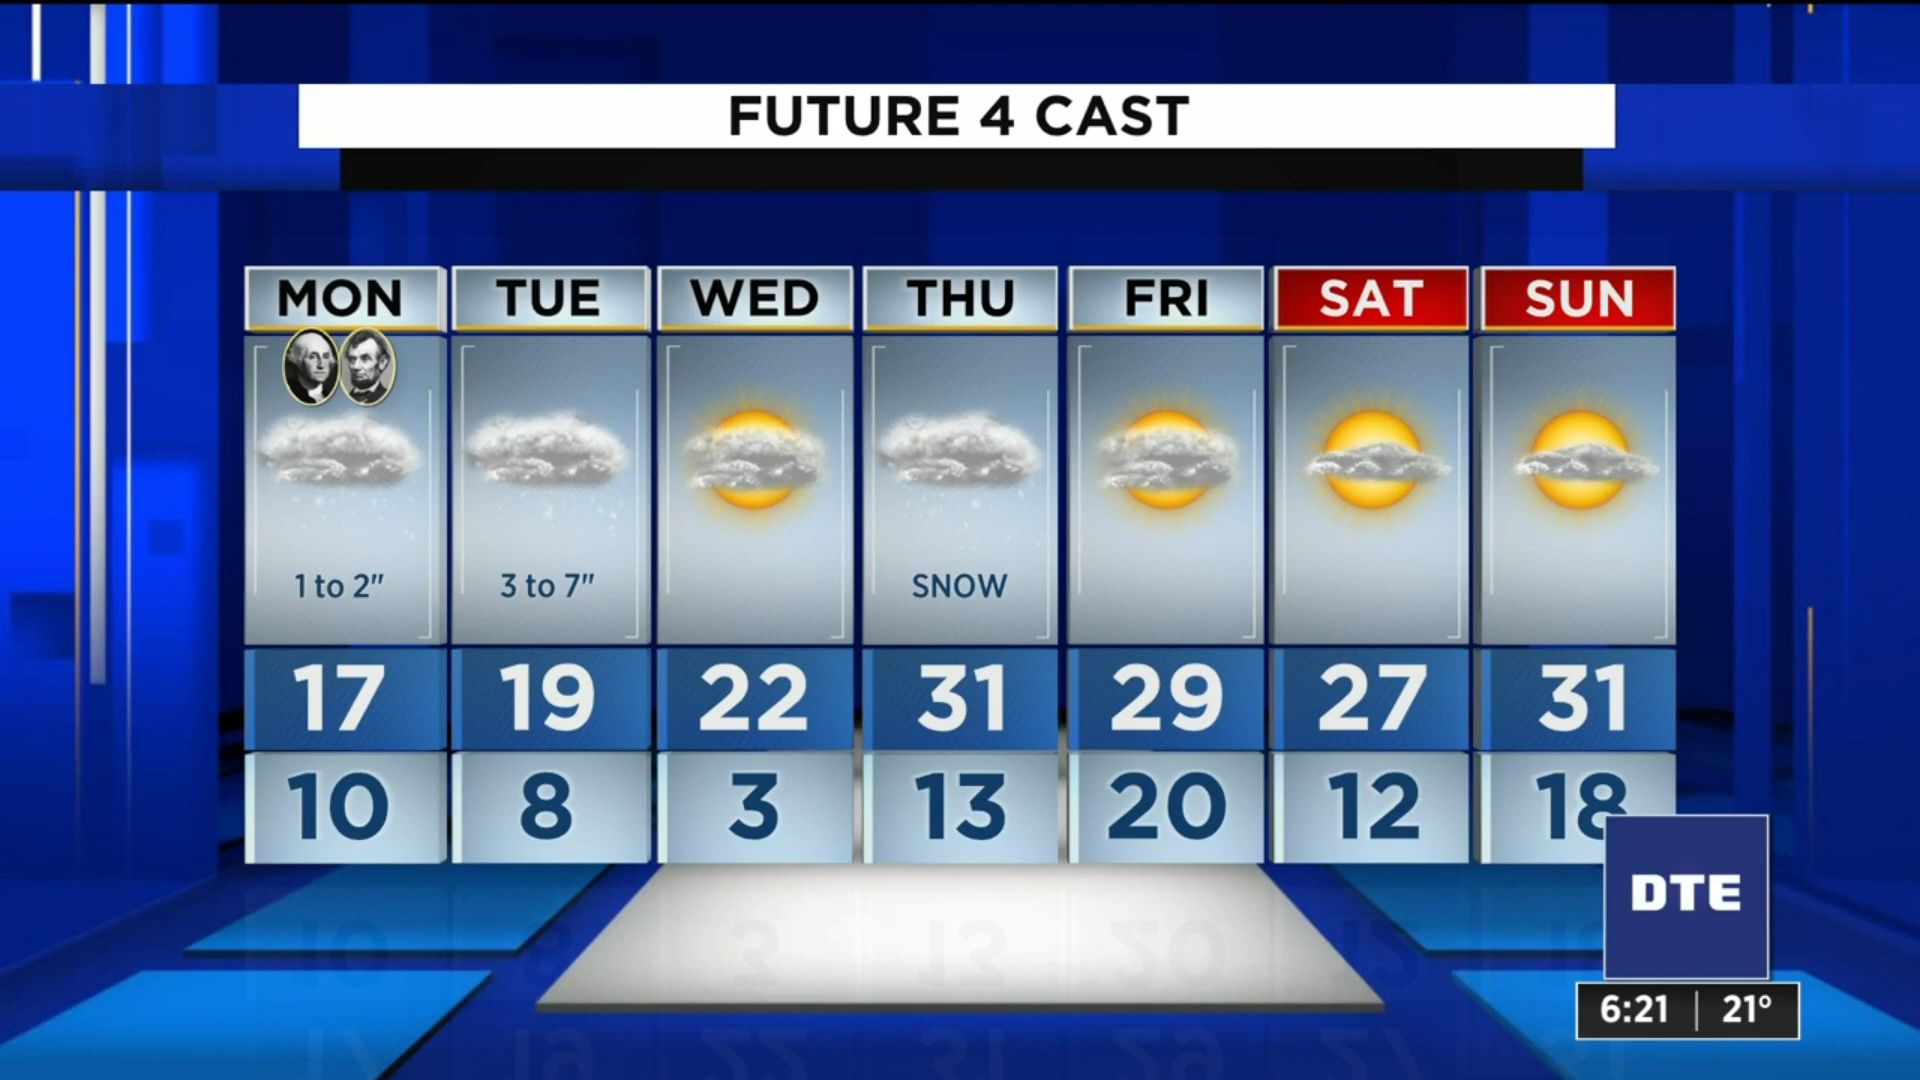 FUTURE 4 CAST
MON TUE WED THU FRI SAT SUN
1 to 2" 3 to 7" SNOW
17 19 22 31 29 27 31
10 8 3 13 20 12 18
DTE
6:21 21°